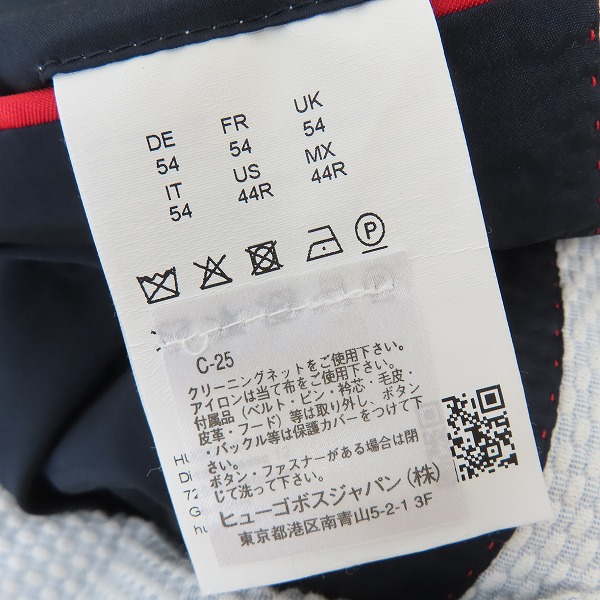 DE FR UK
54 54 54
IT US MX
54 44R 44R
P
C-25
クリーニングネットをご使用下さい。
アイロンは当て布をご使用下さい。
付属品（ベルト・ピン・衿芯・毛皮・
皮革・フード）等は取り外し、ボタン
・バックル等は保護カバーをつけて下
さい。
ボタン・ファスナーがある場合は閉
じて洗って下さい。
ヒューゴボスジャパン(株)
東京都港区南青山5-2-1 3F
HU
Di
72
G
hu